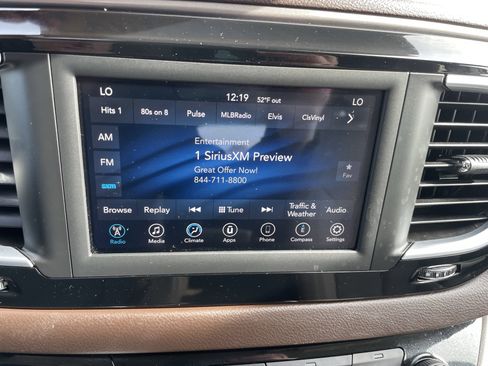 LO 12:19 52°F out LO
Hits 1 80s on 8 Pulse MLBRadio Elvis ClsVinyl
AM
FM
sxm
Entertainment
1 SiriusXM Preview
Great Offer Now!
844-711-8800
Fav
Browse Replay Tune Traffic & Weather Audio
Radio Media Climate Apps Phone Compass Settings